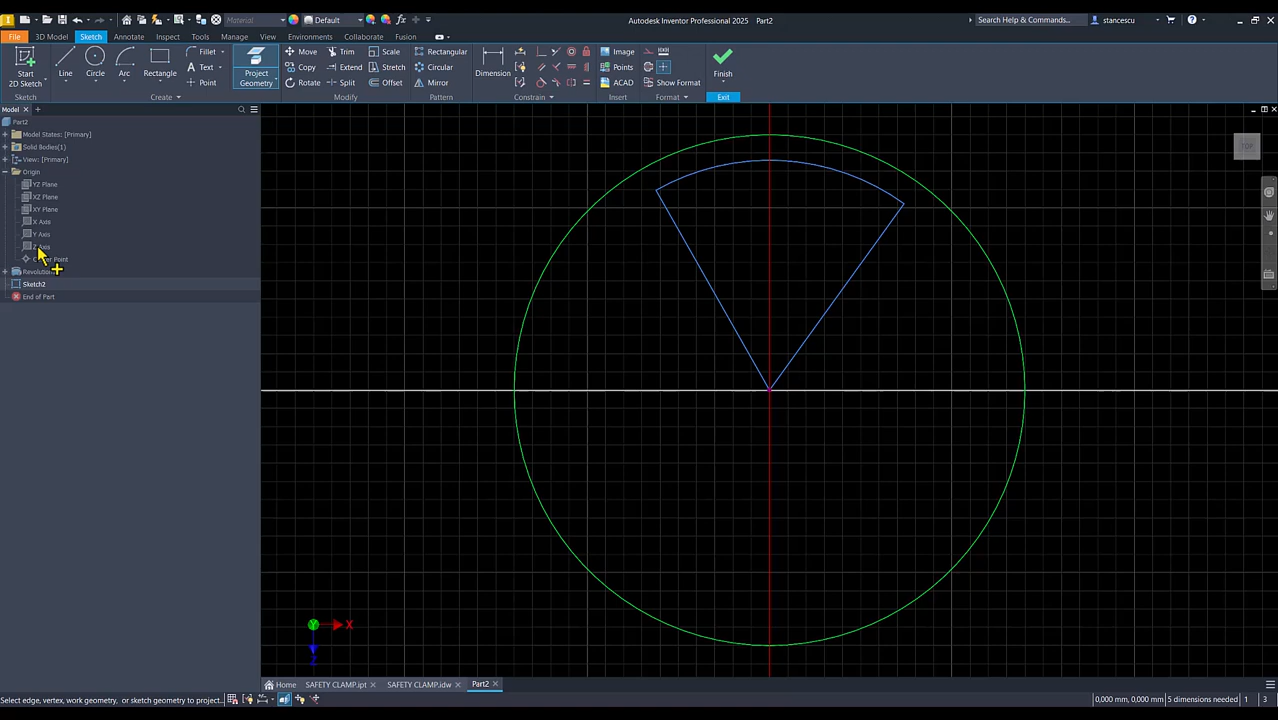 Material
Default
fx
Autodesk Inventor Professional 2025 Part2
Search Help & Commands...
stancescu
File 3D Model Sketch Annotate Inspect Tools Manage View Environments Collaborate Fusion
Start
2D Sketch
Line
Circle
Arc
Rectangle
Fillet
Text
Point
Project
Geometry
Move
Copy
Rotate
Trim
Extend
Split
Scale
Stretch
Offset
Rectangular
Circular
Mirror
Dimension
Image
Points
ACAD
Show Format
Finish
Sketch
Create
Modify
Pattern
Constrain
Insert
Format
Exit
Model
Part2
Model States: [Primary]
Solid Bodies(1)
View: [Primary]
Origin
YZ Plane
XZ Plane
XY Plane
X Axis
Y Axis
Z Axis
Point
Sketch2
End of Part
TOP
Y
X
Z
Home SAFETY CLAMP.ipt SAFETY CLAMP.idw Part2
Select edge, vertex, work geometry, or sketch geometry to project...
0,000 mm, 0,000 mm 5 dimensions needed 1 3